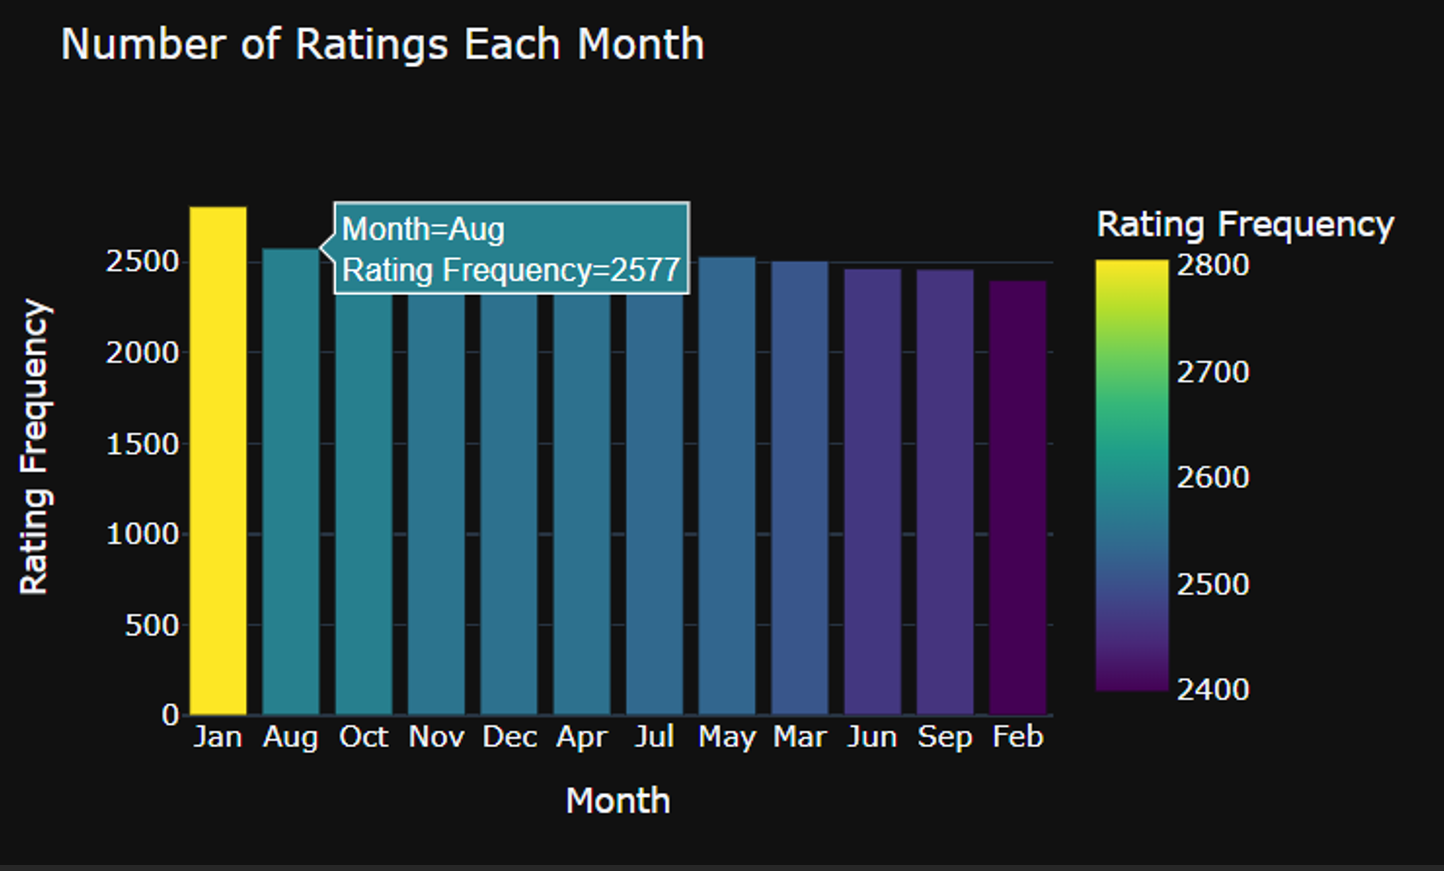 Number of Ratings Each Month
Rating Frequency
2500
2000
1500
1000
500
0
Month=Aug
Rating Frequency=2577
Jan Aug Oct Nov Dec Apr Jul May Mar Jun Sep Feb
Month
Rating Frequency
2800
2700
2600
2500
2400